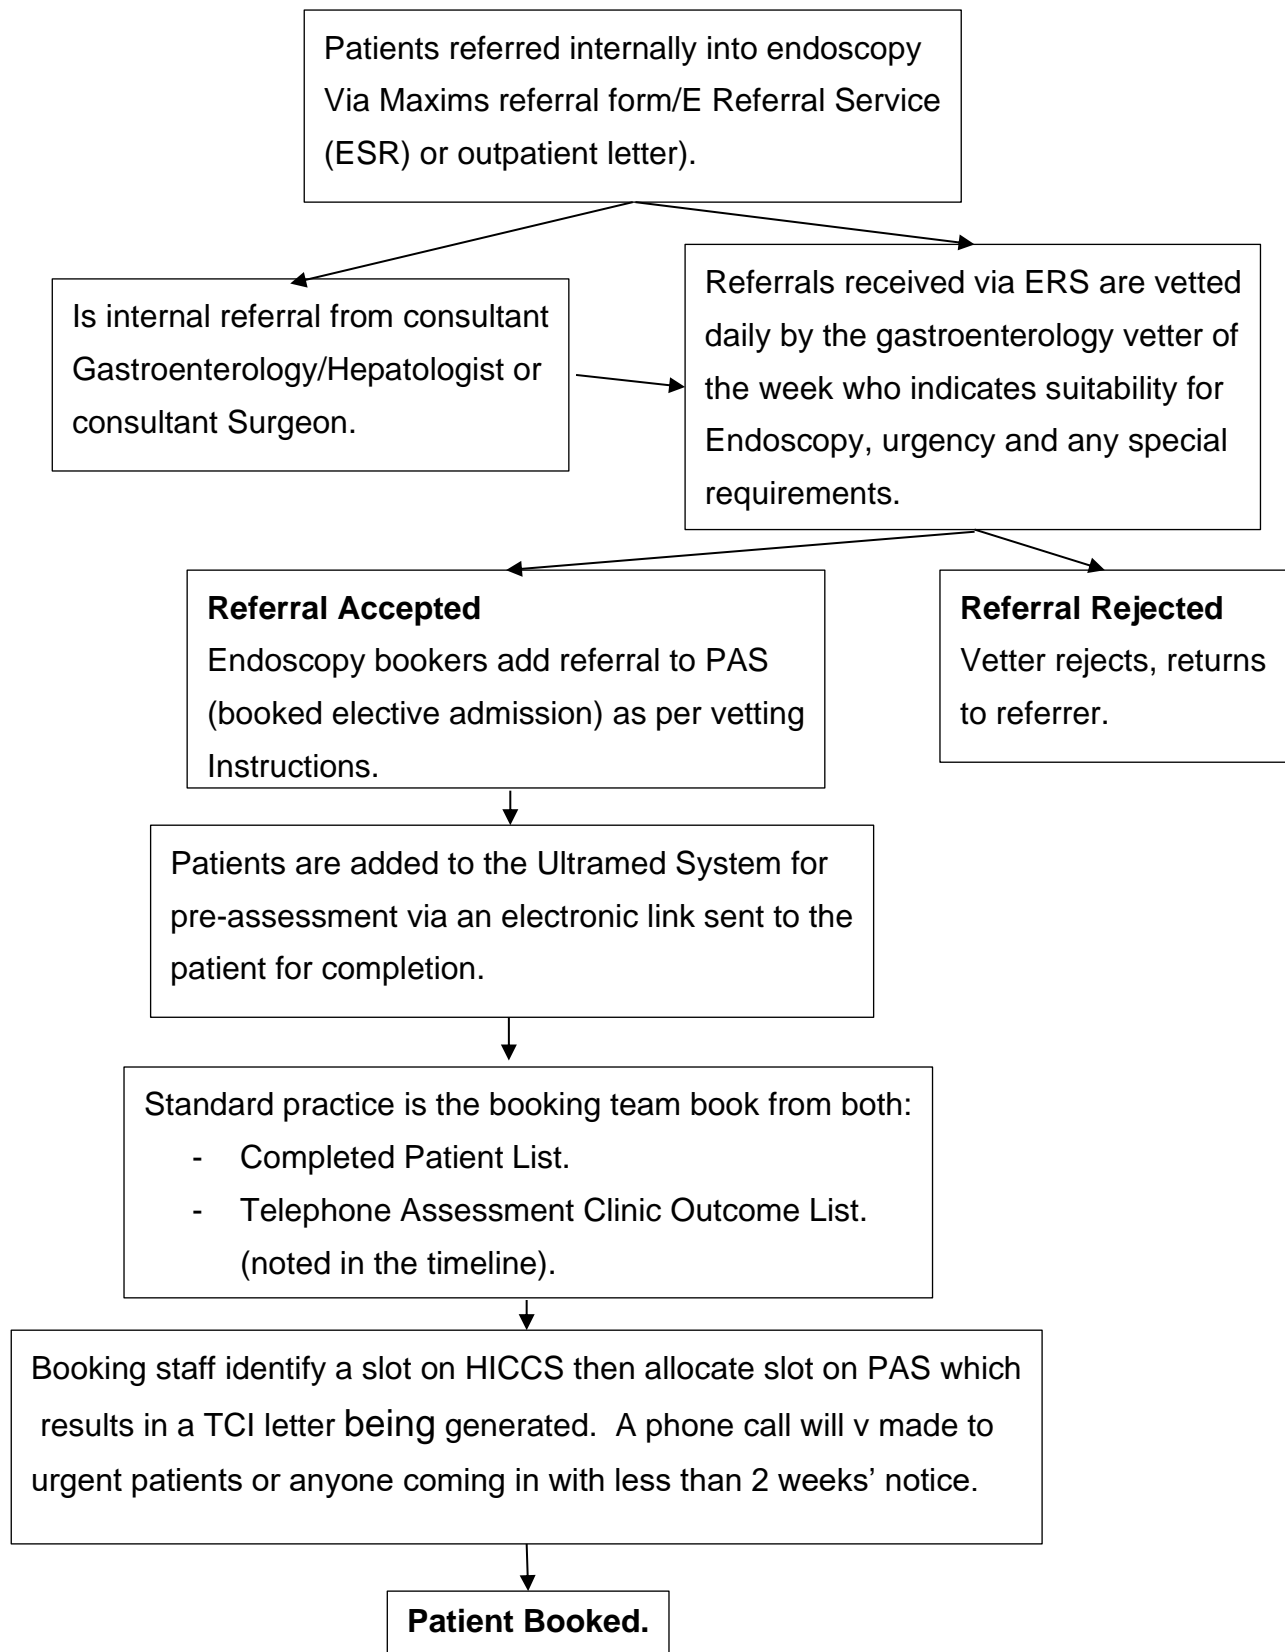 Patients referred internally into endoscopy
Via Maxims referral form/E Referral Service
(ESR) or outpatient letter).
Is internal referral from consultant
Gastroenterology/Hepatologist or
consultant Surgeon.
Referrals received via ERS are vetted
daily by the gastroenterology vetter of
the week who indicates suitability for
Endoscopy, urgency and any special
requirements.
Referral Accepted
Endoscopy bookers add referral to PAS
(booked elective admission) as per vetting
Instructions.
Referral Rejected
Vetter rejects, returns
to referrer.
Patients are added to the Ultramed System for
pre-assessment via an electronic link sent to the
patient for completion.
Standard practice is the booking team book from both:
- Completed Patient List.
- Telephone Assessment Clinic Outcome List.
(noted in the timeline).
Booking staff identify a slot on HICCS then allocate slot on PAS which
results in a TCI letter being generated. A phone call will v made to
urgent patients or anyone coming in with less than 2 weeks’ notice.
Patient Booked.